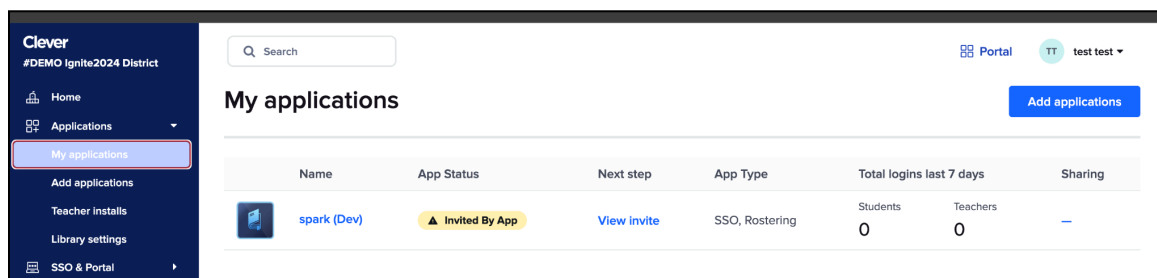 Clever
#DEMO Ignite2024 District
Home
Applications
My applications
Add applications
Teacher installs
Library settings
SSO & Portal
Search
Portal
TT
test test
My applications
Add applications
Name App Status Next step App Type Total logins last 7 days Sharing
spark (Dev) Invited By App View invite SSO, Rostering Students Teachers —
0 0